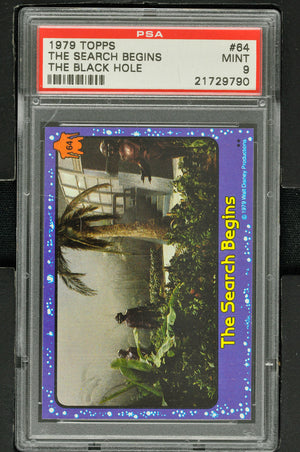 PSA
1979 TOPPS #64
THE SEARCH BEGINS MINT
THE BLACK HOLE 9
21729790
64
The Search Begins
© 1979 Walt Disney Productions
**